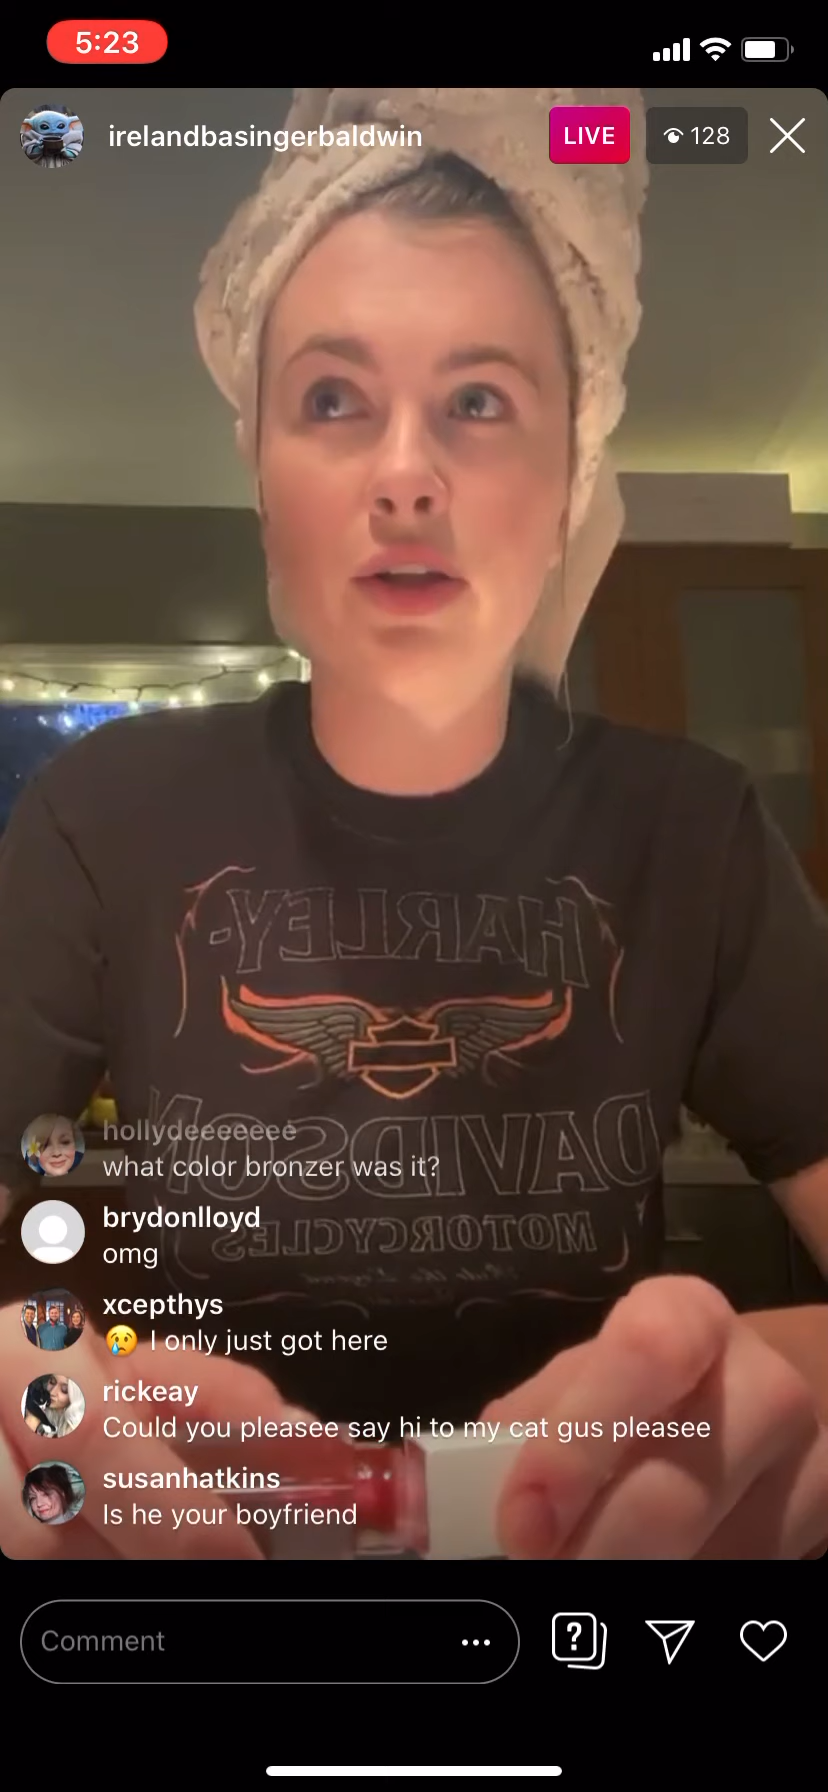 5:23
irelandbasingerbaldwin
LIVE
128
HARLEY-
DAVIDSON
MOTORCYCLES
hollydeeeeeee
what color bronzer was it?
brydonlloyd
omg
xcepthys
😢 I only just got here
rickeay
Could you pleasee say hi to my cat gus pleasee
susanhatkins
Is he your boyfriend
Comment
?